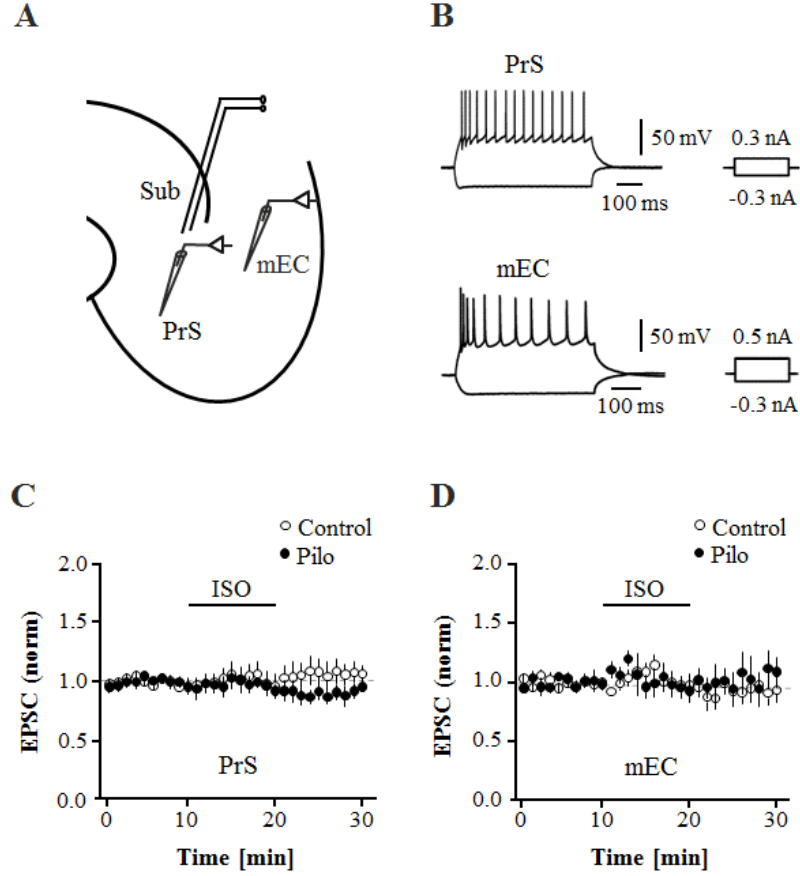 A
B
Sub
mEC
PrS
PrS
50 mV
0.3 nA
-0.3 nA
100 ms
mEC
50 mV
0.5 nA
-0.3 nA
100 ms
C
Control
Pilo
ISO
EPSC (norm)
2.0
1.5
1.0
0.5
0.0
PrS
0 10 20 30
Time [min]
D
Control
Pilo
ISO
EPSC (norm)
2.0
1.5
1.0
0.5
0.0
mEC
0 10 20 30
Time [min]